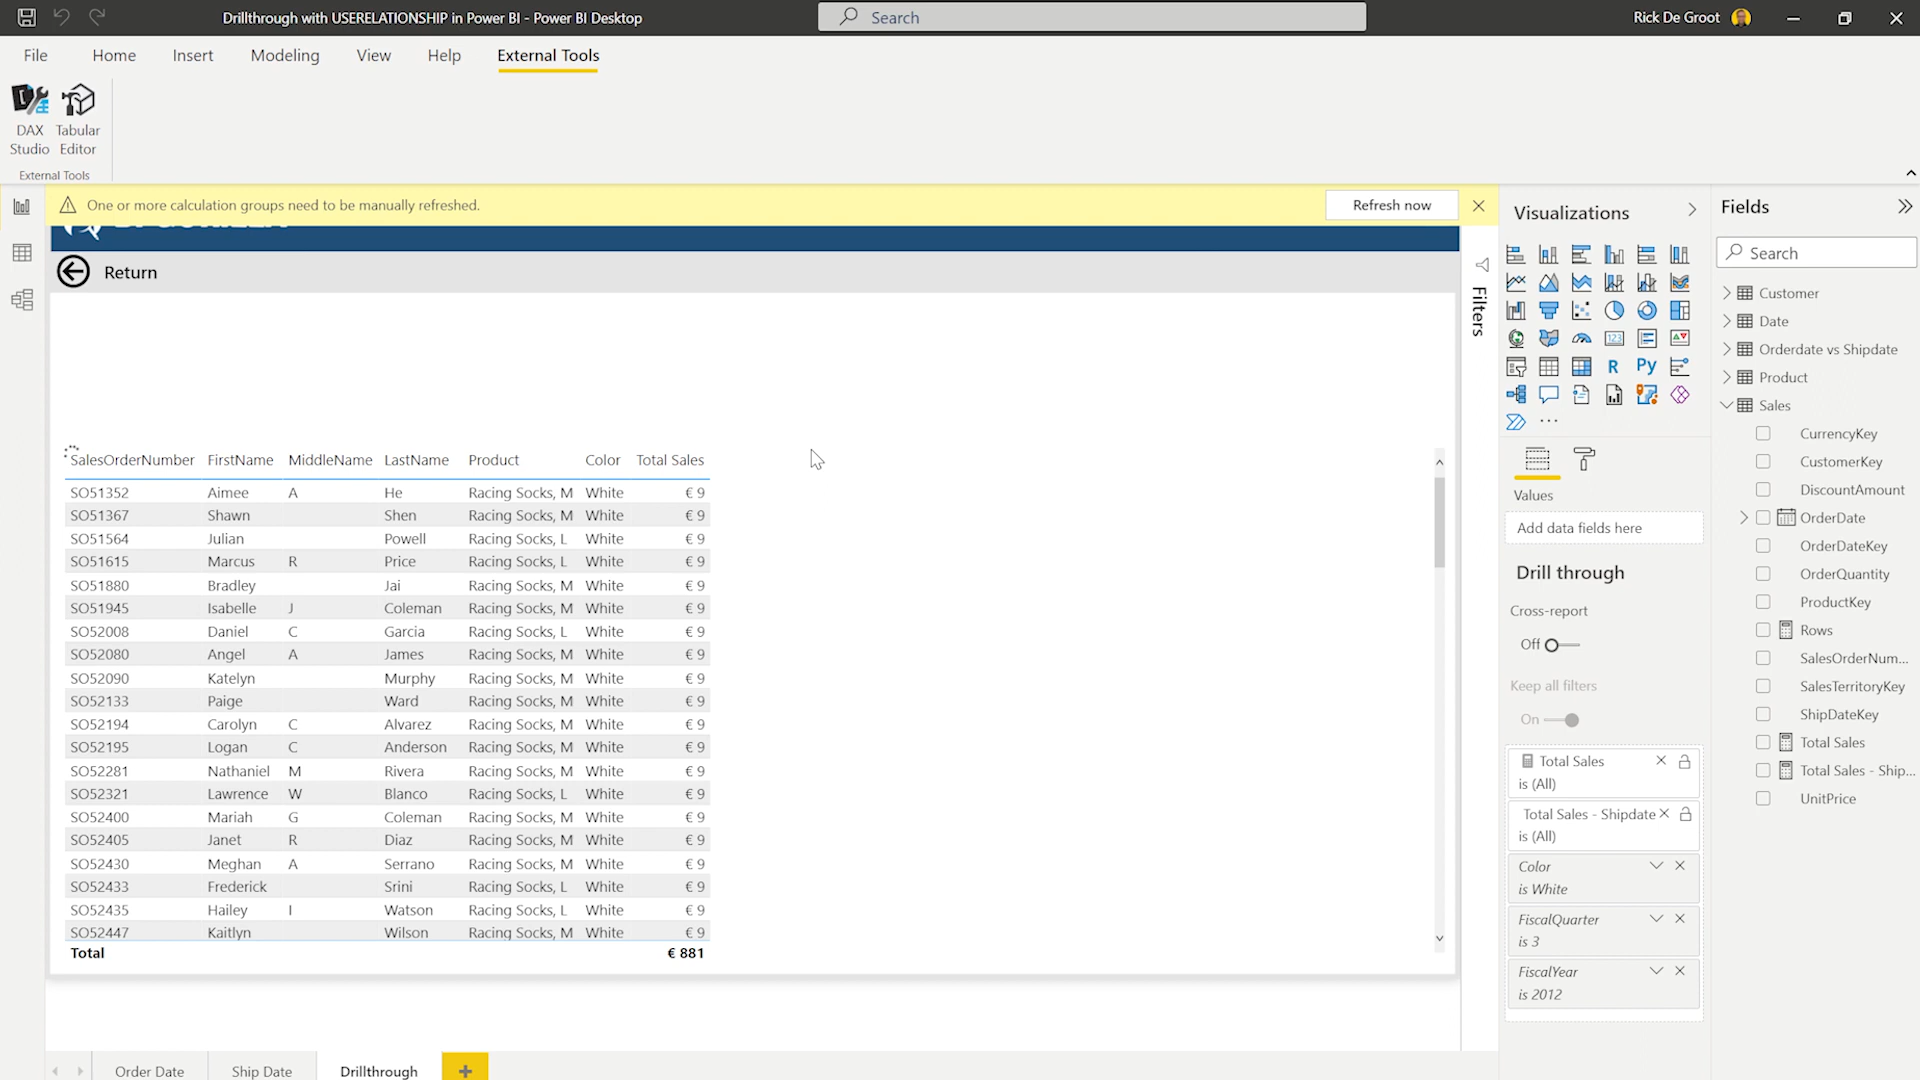 Drillthrough with USERELATIONSHIP in Power BI - Power BI Desktop
Search
Rick De Groot
File Home Insert Modeling View Help External Tools
DAX Studio
Tabular Editor
External Tools
One or more calculation groups need to be manually refreshed.
Refresh now
Return
SalesOrderNumber FirstName MiddleName LastName Product Color Total Sales
SO51352 Aimee A He Racing Socks, M White € 9
SO51367 Shawn Shen Racing Socks, M White € 9
SO51564 Julian Powell Racing Socks, L White € 9
SO51615 Marcus R Price Racing Socks, L White € 9
SO51880 Bradley Jai Racing Socks, M White € 9
SO51945 Isabelle J Coleman Racing Socks, M White € 9
SO52008 Daniel C Garcia Racing Socks, L White € 9
SO52080 Angel A James Racing Socks, M White € 9
SO52090 Katelyn Murphy Racing Socks, M White € 9
SO52133 Paige Ward Racing Socks, M White € 9
SO52194 Carolyn C Alvarez Racing Socks, M White € 9
SO52195 Logan C Anderson Racing Socks, M White € 9
SO52281 Nathaniel M Rivera Racing Socks, M White € 9
SO52321 Lawrence W Blanco Racing Socks, L White € 9
SO52400 Mariah G Coleman Racing Socks, M White € 9
SO52405 Janet R Diaz Racing Socks, M White € 9
SO52430 Meghan A Serrano Racing Socks, M White € 9
SO52433 Frederick Srini Racing Socks, L White € 9
SO52435 Hailey I Watson Racing Socks, L White € 9
SO52447 Kaitlyn Wilson Racing Socks, M White € 9
Total € 881
Order Date
Ship Date
Drillthrough
+
Filters
Visualizations
123
R
Py
...
Values
Add data fields here
Drill through
Cross-report
Off
Keep all filters
On
Total Sales
is (All)
Total Sales - Shipdate
is (All)
Color
is White
FiscalQuarter
is 3
FiscalYear
is 2012
Fields
Search
Customer
Date
Orderdate vs Shipdate
Product
Sales
CurrencyKey
CustomerKey
DiscountAmount
OrderDate
OrderDateKey
OrderQuantity
ProductKey
Rows
SalesOrderNum...
SalesTerritoryKey
ShipDateKey
Total Sales
Total Sales - Ship...
UnitPrice